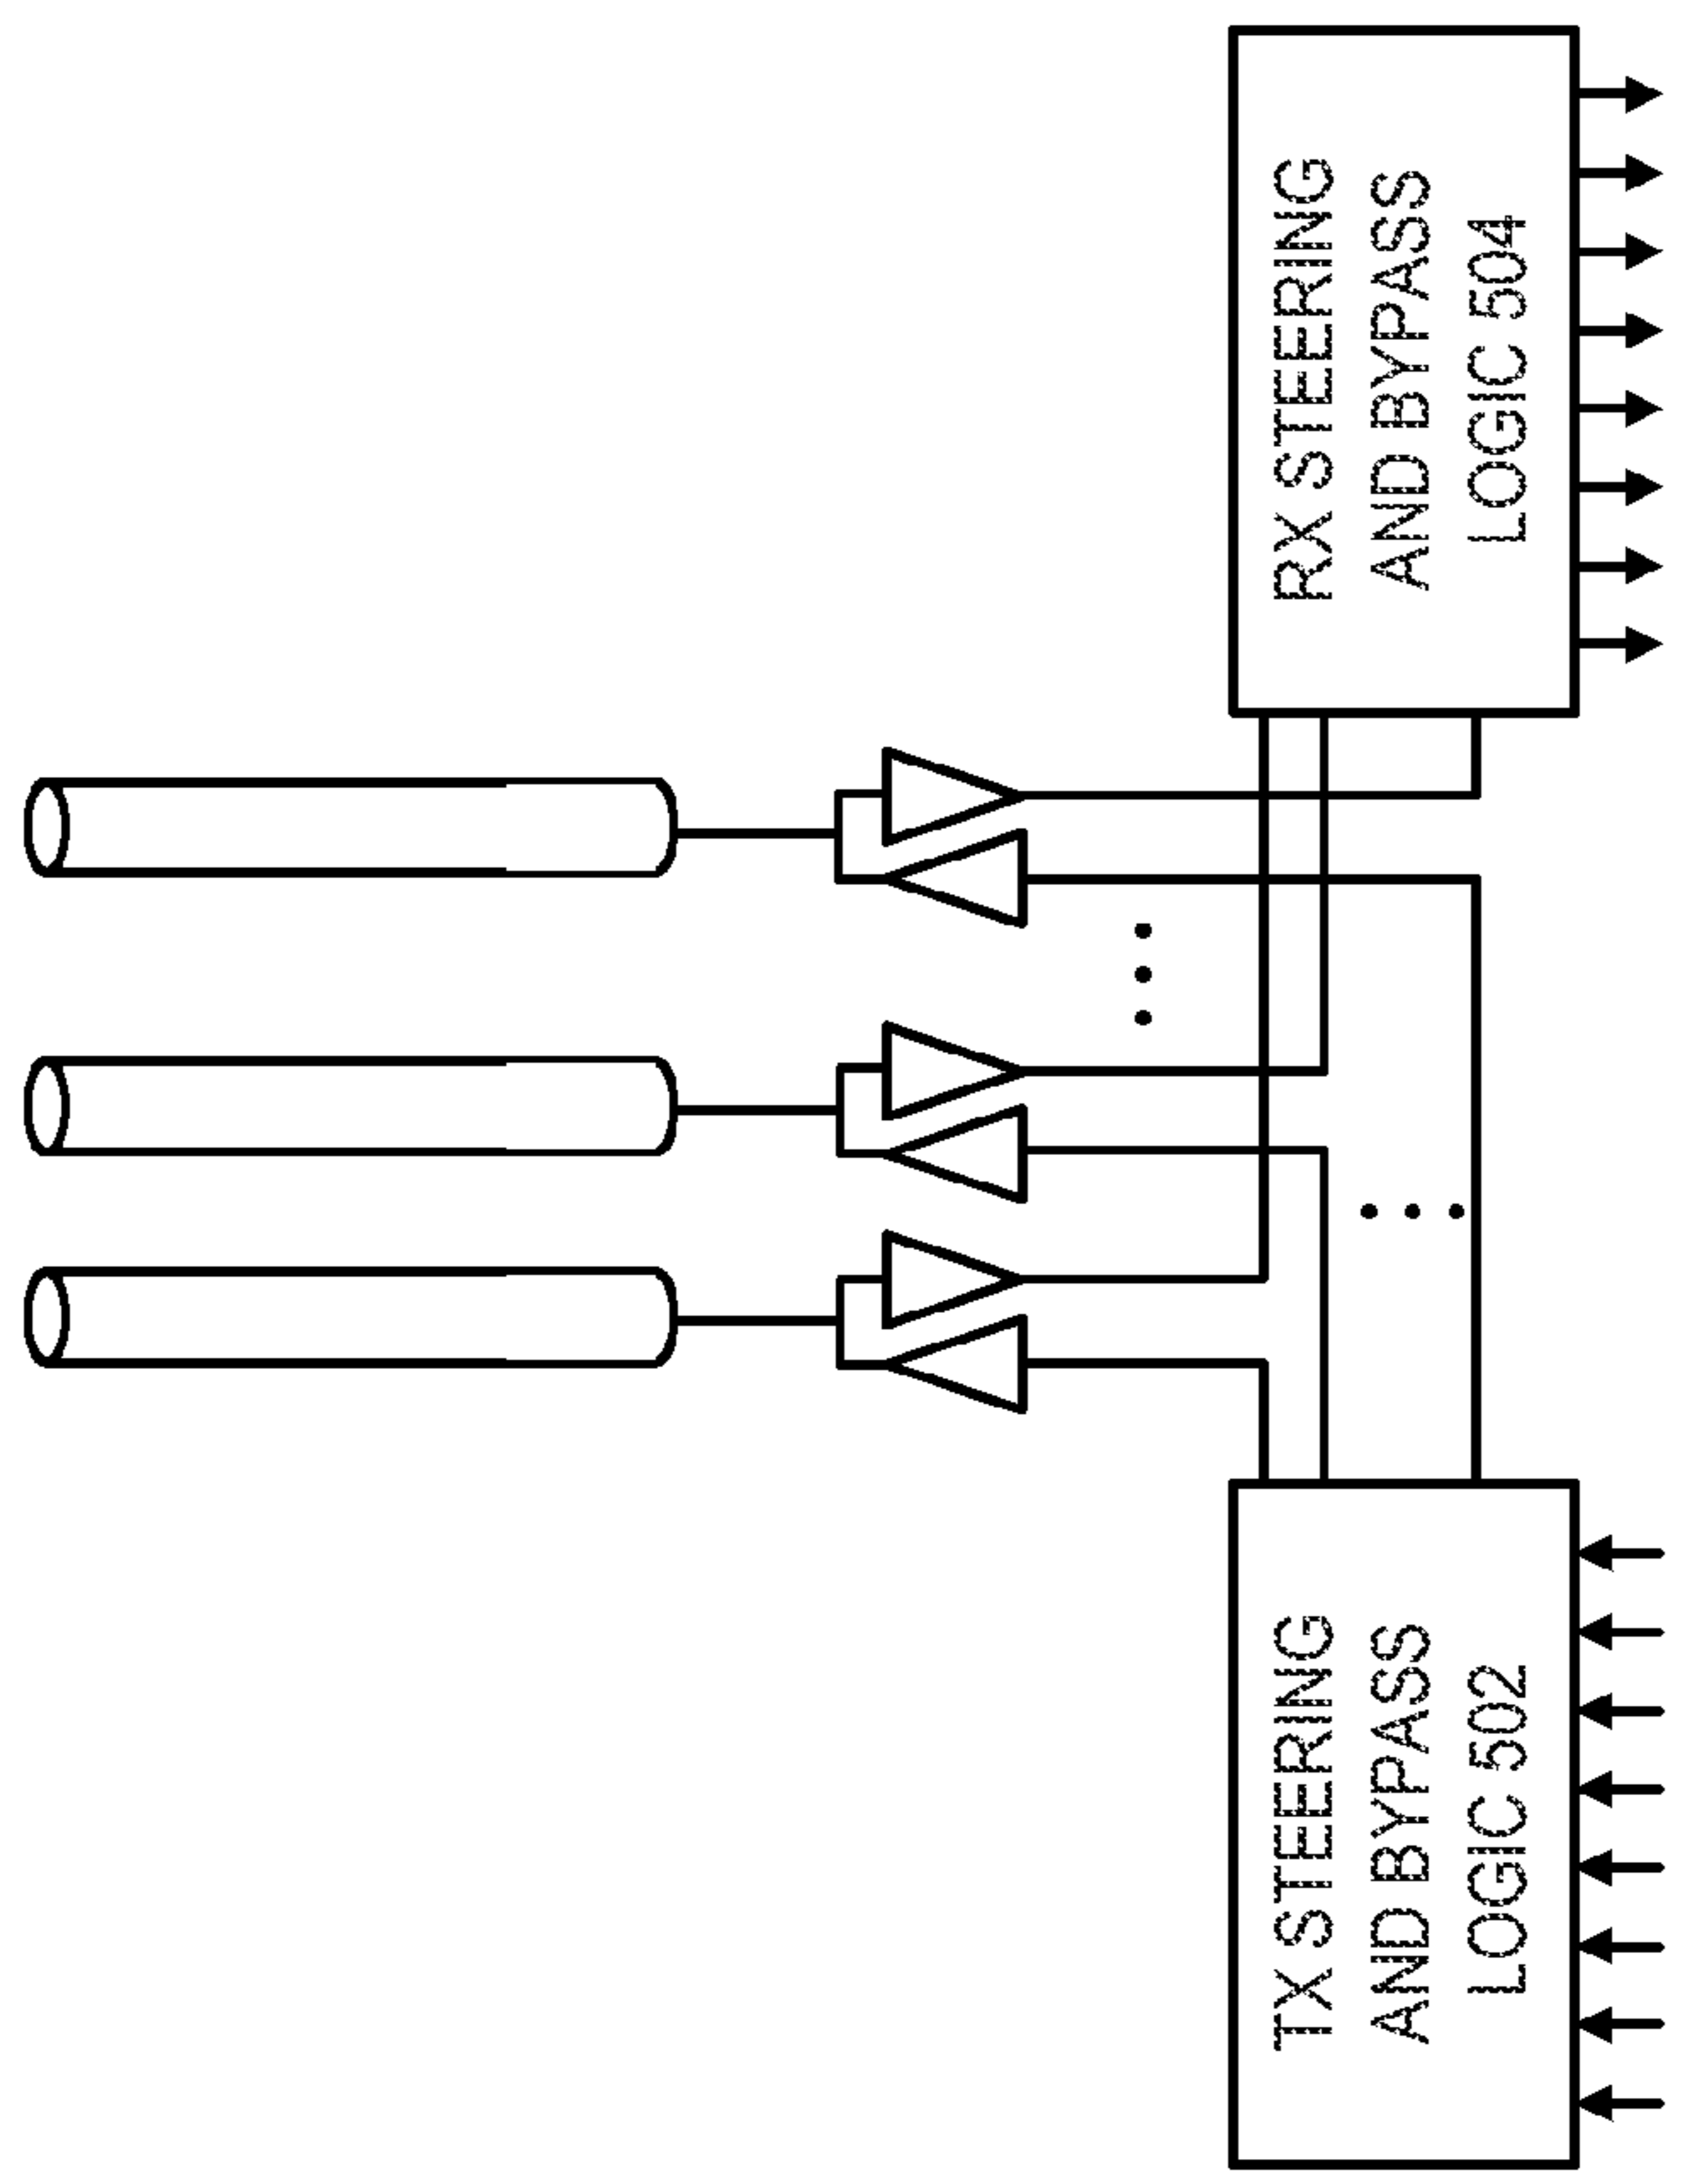 TX STEERING
AND BYPASS
LOGIC 502
RX STEERING
AND BYPASS
LOGIC 504